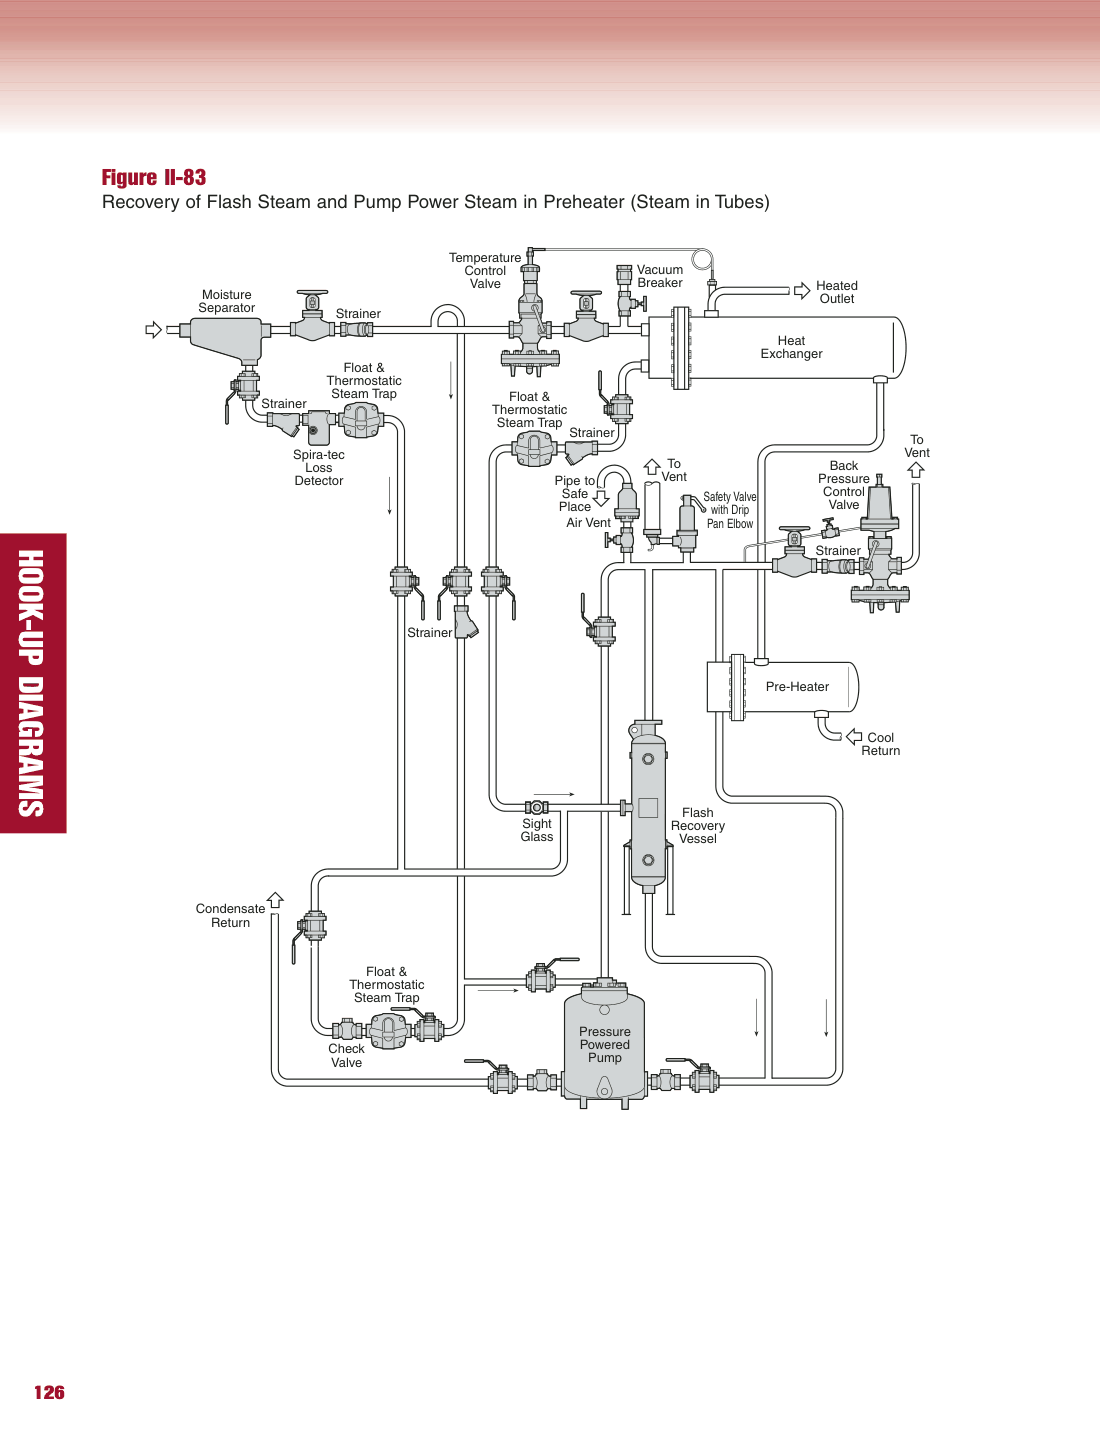 Figure II-83
Recovery of Flash Steam and Pump Power Steam in Preheater (Steam in Tubes)
Temperature
Control
Valve
Vacuum
Breaker
Heated
Outlet
Moisture
Separator
Strainer
Heat
Exchanger
Float &
Thermostatic
Steam Trap
Strainer
Float &
Thermostatic
Steam Trap
Strainer
Spira-tec
Loss
Detector
To
Vent
Back
Pressure
Control
Valve
To
Vent
Pipe to
Safe
Place
Air Vent
Safety Valve
with Drip
Pan Elbow
Strainer
Strainer
Pre-Heater
Cool
Return
Sight
Glass
Flash
Recovery
Vessel
Condensate
Return
Float &
Thermostatic
Steam Trap
Check
Valve
Pressure
Powered
Pump
HOOK-UP DIAGRAMS
126